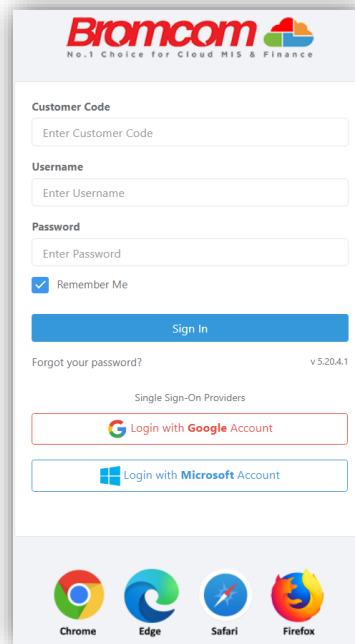 Bromcom
No.1 Choice for Cloud MIS & Finance
Customer Code
Enter Customer Code
Username
Enter Username
Password
Enter Password
Remember Me
Sign In
Forgot your password?
v 5.20.4.1
Single Sign-On Providers
Login with Google Account
Login with Microsoft Account
Chrome
Edge
Safari
Firefox